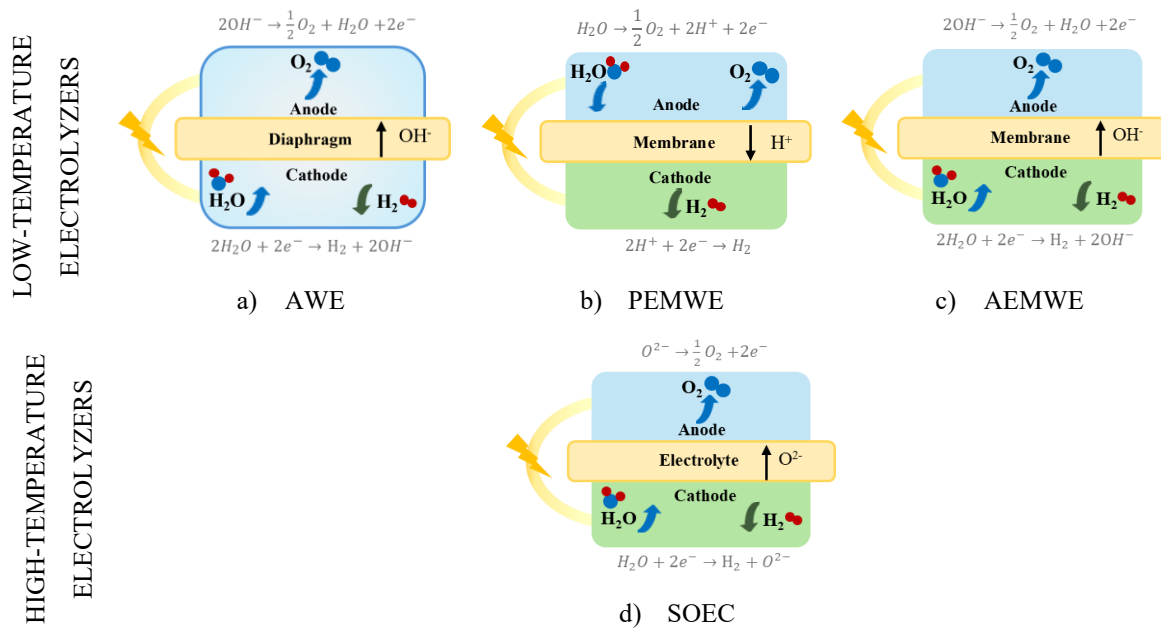 LOW-TEMPERATURE
ELECTROLYZERS
2OH⁻ → ½O₂ + H₂O +2e⁻
O₂
Anode
Diaphragm OH⁻
Cathode
H₂O H₂
2H₂O + 2e⁻ → H₂ + 2OH⁻
a) AWE
H₂O → ½O₂ + 2H⁺ + 2e⁻
H₂O O₂
Anode
Membrane H⁺
Cathode
H₂
2H⁺ + 2e⁻ → H₂
b) PEMWE
2OH⁻ → ½O₂ + H₂O +2e⁻
O₂
Anode
Membrane OH⁻
Cathode
H₂O H₂
2H₂O + 2e⁻ → H₂ + 2OH⁻
c) AEMWE
HIGH-TEMPERATURE
ELECTROLYZERS
O²⁻ → ½O₂ +2e⁻
O₂
Anode
Electrolyte O²⁻
Cathode
H₂O H₂
H₂O + 2e⁻ → H₂ + O²⁻
d) SOEC